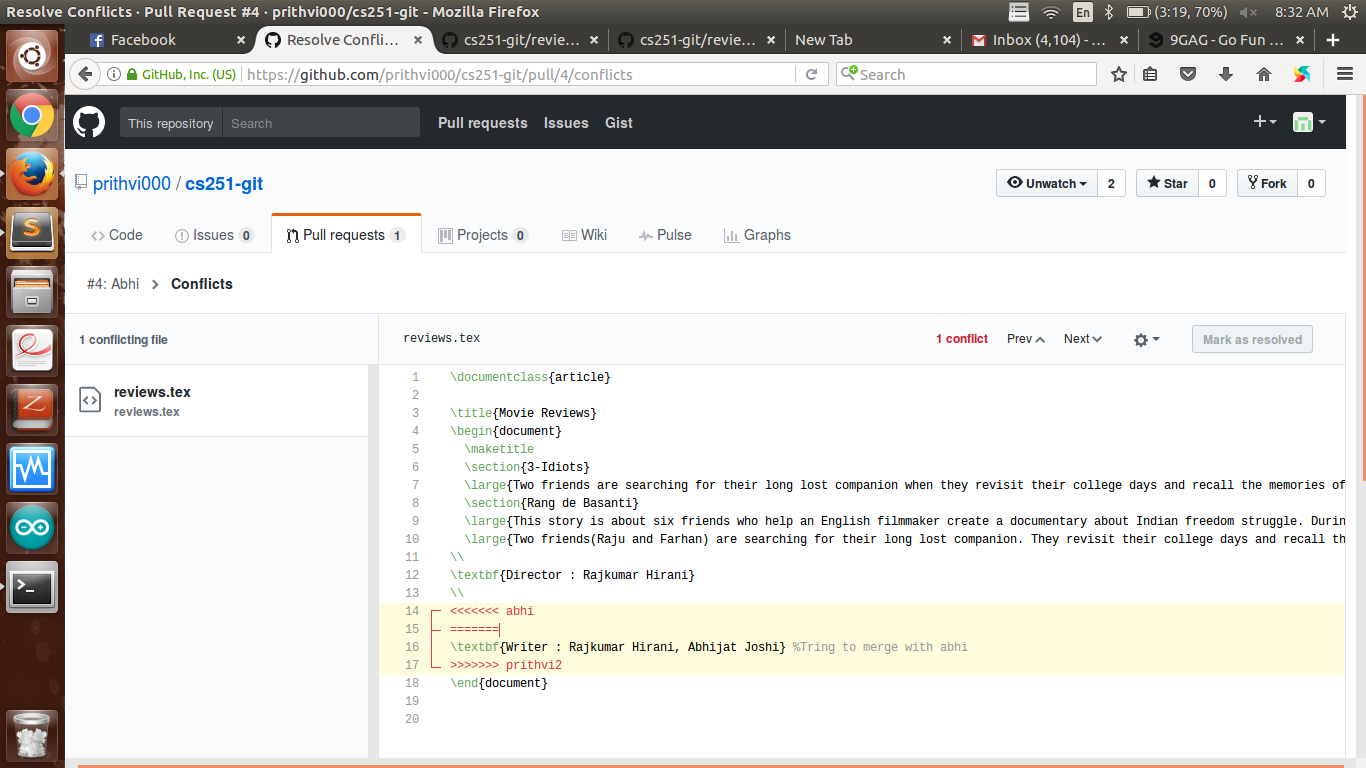 Resolve Conflicts · Pull Request #4 · prithvi000/cs251-git - Mozilla Firefox
En
(3:19, 70%)
8:32 AM
Facebook
Resolve Confli...
cs251-git/revie...
cs251-git/revie...
New Tab
Inbox (4,104) - ...
9GAG - Go Fun ...
GitHub, Inc. (US)
https://github.com/prithvi000/cs251-git/pull/4/conflicts
Search
This repository
Search
Pull requests
Issues
Gist
prithvi000 / cs251-git
Unwatch 2
Star 0
Fork 0
Code
Issues 0
Pull requests 1
Projects 0
Wiki
Pulse
Graphs
#4: Abhi
Conflicts
1 conflicting file
reviews.tex
reviews.tex
reviews.tex
1 conflict
Prev
Next
Mark as resolved
1 \documentclass{article}
2
3 \title{Movie Reviews}
4 \begin{document}
5 \maketitle
6 \section{3-Idiots}
7 \large{Two friends are searching for their long lost companion when they revisit their college days and recall the memories of
8 \section{Rang de Basanti}
9 \large{This story is about six friends who help an English filmmaker create a documentary about Indian freedom struggle. Durin
10 \large{Two friends(Raju and Farhan) are searching for their long lost companion. They revisit their college days and recall th
11 \\
12 \textbf{Director : Rajkumar Hirani}
13 \\
14 <<<<<<< abhi
15 =======
16 \textbf{Writer : Rajkumar Hirani, Abhijat Joshi} %Tring to merge with abhi
17 >>>>>>> prithvi2
18 \end{document}
19
20